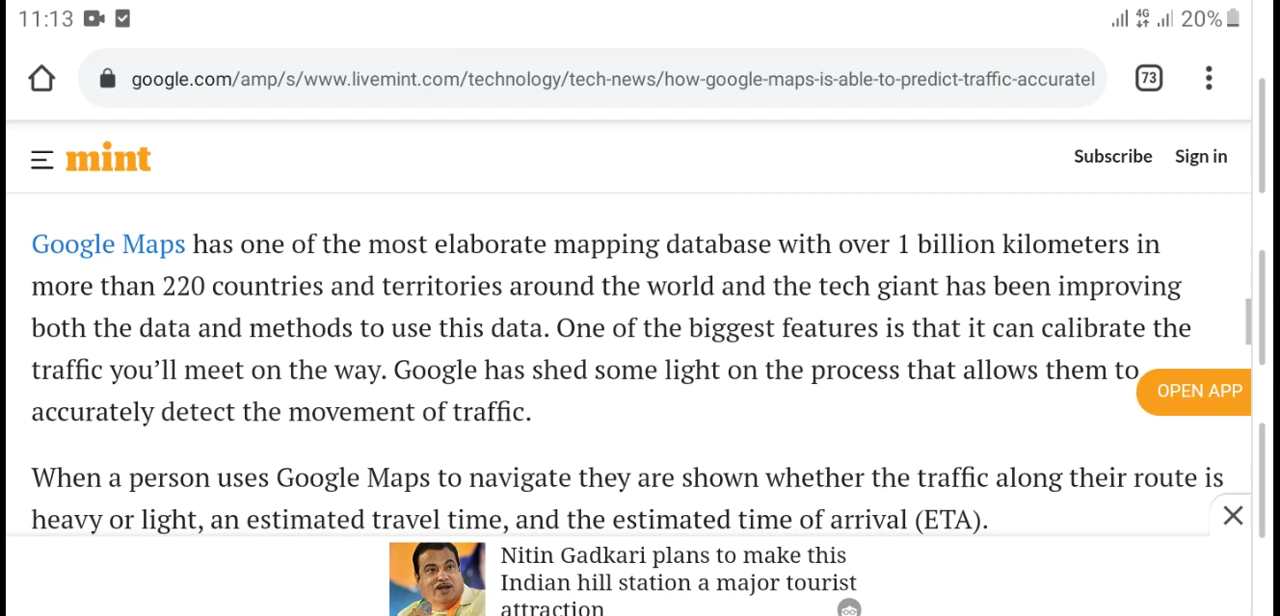 11:13 4G 20%
google.com/amp/s/www.livemint.com/technology/tech-news/how-google-maps-is-able-to-predict-traffic-accuratel 73
mint Subscribe Sign in
Google Maps has one of the most elaborate mapping database with over 1 billion kilometers in
more than 220 countries and territories around the world and the tech giant has been improving
both the data and methods to use this data. One of the biggest features is that it can calibrate the
traffic you’ll meet on the way. Google has shed some light on the process that allows them to
OPEN APP
accurately detect the movement of traffic.
When a person uses Google Maps to navigate they are shown whether the traffic along their route is
heavy or light, an estimated travel time, and the estimated time of arrival (ETA).
Nitin Gadkari plans to make this
Indian hill station a major tourist
attraction